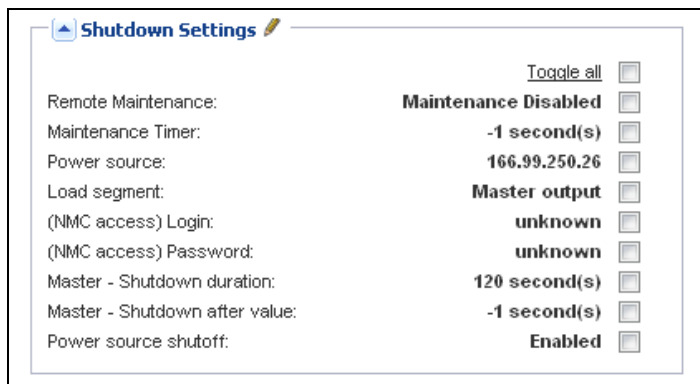 Shutdown Settings
Toggle all
Remote Maintenance: Maintenance Disabled
Maintenance Timer: -1 second(s)
Power source: 166.99.250.26
Load segment: Master output
(NMC access) Login: unknown
(NMC access) Password: unknown
Master - Shutdown duration: 120 second(s)
Master - Shutdown after value: -1 second(s)
Power source shutoff: Enabled